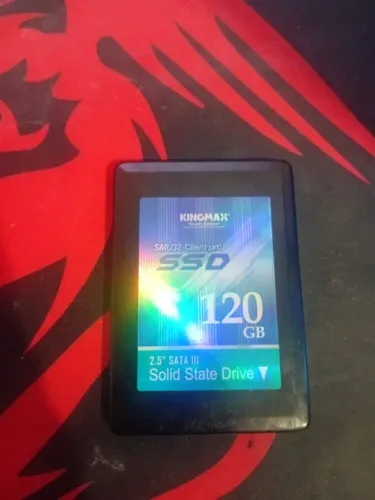 KINGMAX
SMU32 Client pro
SSD
120
GB
2.5" SATA III
Solid State Drive